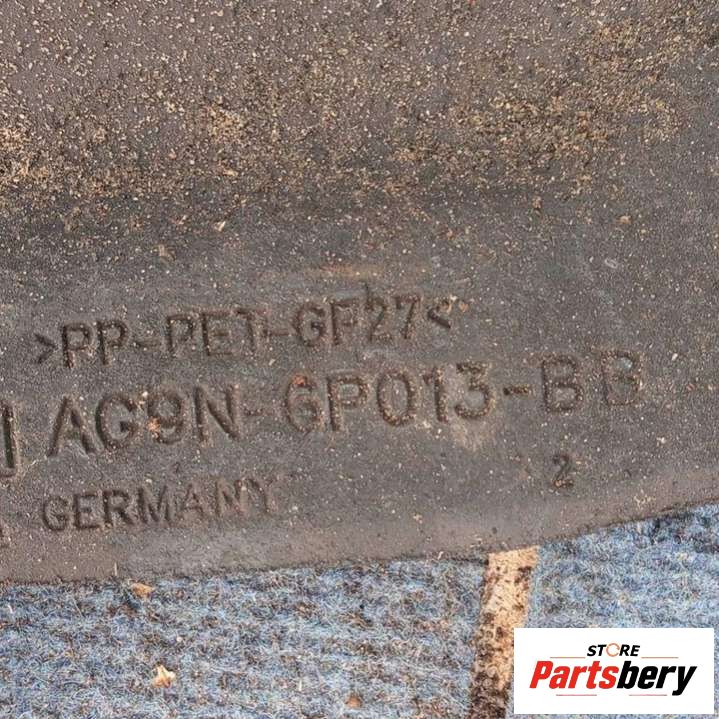 >PP-PET-GF27<
AG9N-6P013-BB
GERMANY
2
STORE
Partsbery